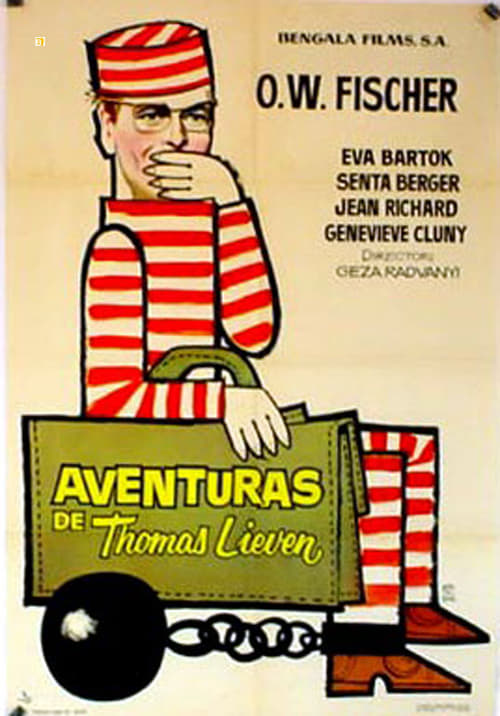 BENGALA FILMS, S.A.
O.W. FISCHER
EVA BARTOK
SENTA BERGER
JEAN RICHARD
GENEVIEVE CLUNY
DIRECTOR:
GEZA RADVANYI
AVENTURAS
DE Thomas Lieven